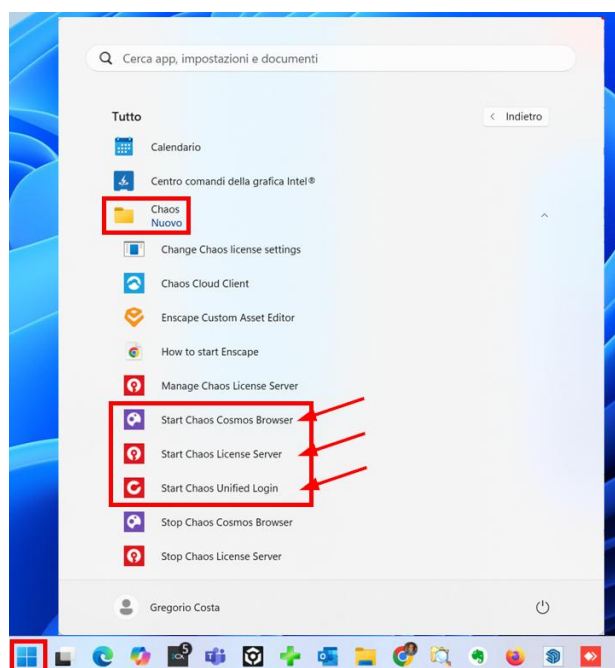 Cerca app, impostazioni e documenti
Tutto
Indietro
Calendario
Centro comandi della grafica Intel®
Chaos
Nuovo
Change Chaos license settings
Chaos Cloud Client
Enscape Custom Asset Editor
How to start Enscape
Manage Chaos License Server
Start Chaos Cosmos Browser
Start Chaos License Server
Start Chaos Unified Login
Stop Chaos Cosmos Browser
Stop Chaos License Server
Gregorio Costa